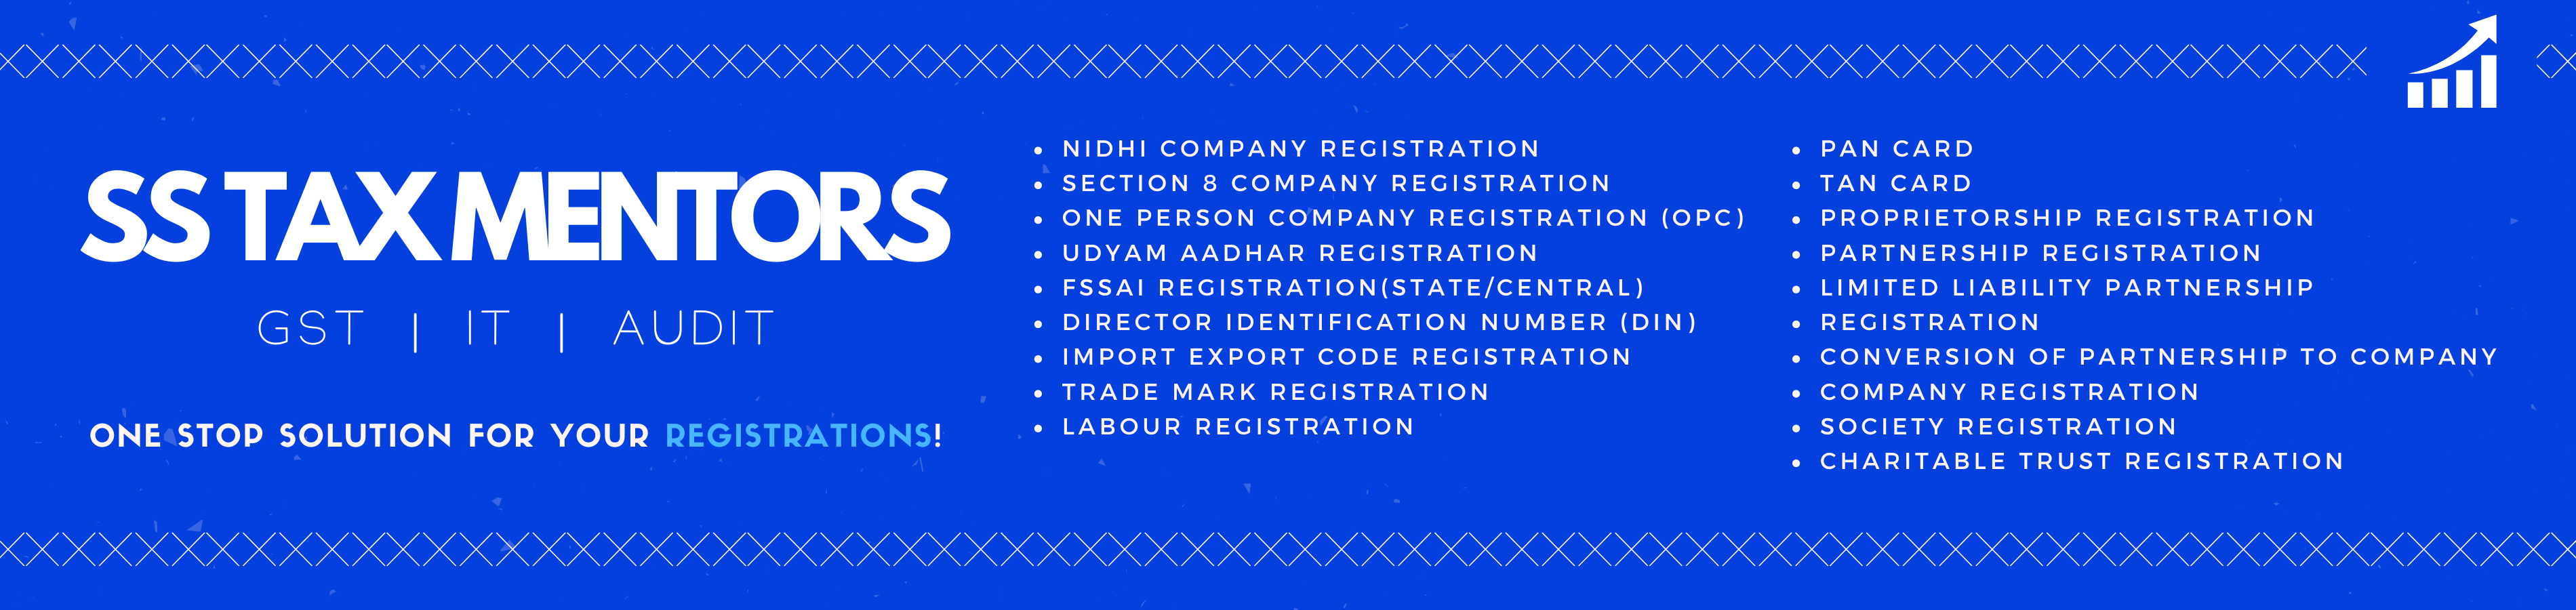 SS TAX MENTORS
GST | IT | AUDIT
ONE STOP SOLUTION FOR YOUR REGISTRATIONS!
• NIDHI COMPANY REGISTRATION
• SECTION 8 COMPANY REGISTRATION
• ONE PERSON COMPANY REGISTRATION (OPC)
• UDYAM AADHAR REGISTRATION
• FSSAI REGISTRATION(STATE/CENTRAL)
• DIRECTOR IDENTIFICATION NUMBER (DIN)
• IMPORT EXPORT CODE REGISTRATION
• TRADE MARK REGISTRATION
• LABOUR REGISTRATION
• PAN CARD
• TAN CARD
• PROPRIETORSHIP REGISTRATION
• PARTNERSHIP REGISTRATION
• LIMITED LIABILITY PARTNERSHIP
• REGISTRATION
• CONVERSION OF PARTNERSHIP TO COMPANY
• COMPANY REGISTRATION
• SOCIETY REGISTRATION
• CHARITABLE TRUST REGISTRATION